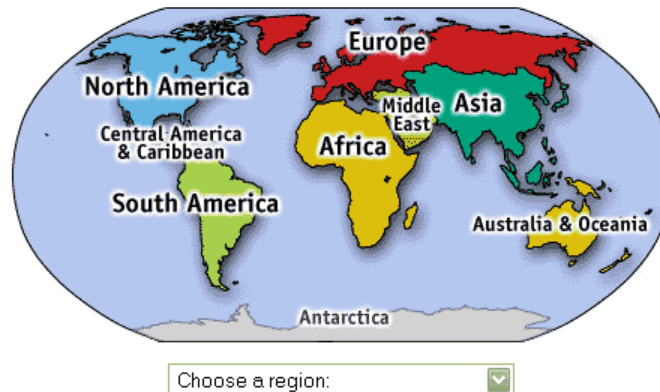 Europe
North America
Middle
East
Asia
Central America
& Caribbean
Africa
South America
Australia & Oceania
Antarctica
Choose a region: